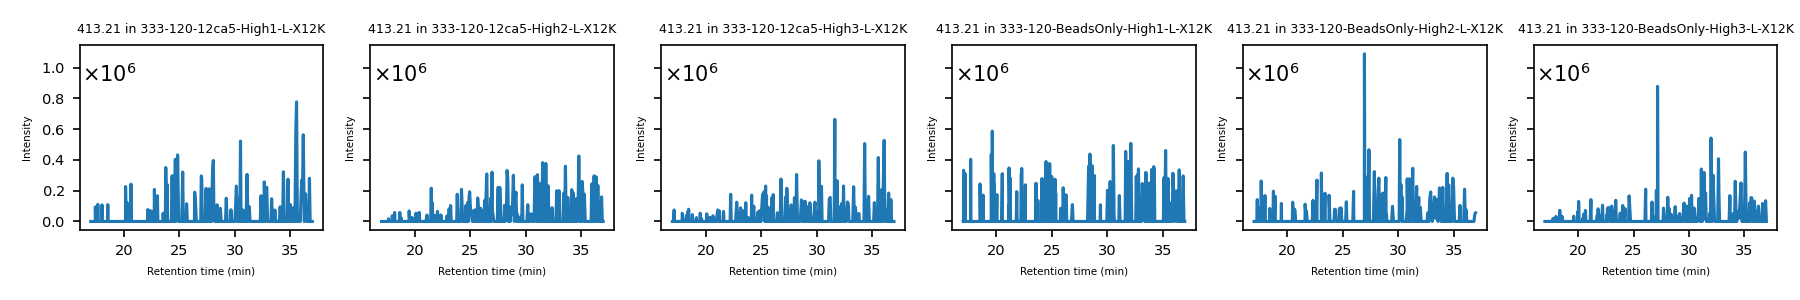 413.21 in 333-120-12ca5-High1-L-X12K
413.21 in 333-120-12ca5-High2-L-X12K
413.21 in 333-120-12ca5-High3-L-X12K
413.21 in 333-120-BeadsOnly-High1-L-X12K
413.21 in 333-120-BeadsOnly-High2-L-X12K
413.21 in 333-120-BeadsOnly-High3-L-X12K
×10⁶
×10⁶
×10⁶
×10⁶
×10⁶
×10⁶
1.0
0.8
0.6
0.4
0.2
0.0
Intensity
Intensity
Intensity
Intensity
Intensity
Intensity
20 25 30 35
20 25 30 35
20 25 30 35
20 25 30 35
20 25 30 35
20 25 30 35
Retention time (min)
Retention time (min)
Retention time (min)
Retention time (min)
Retention time (min)
Retention time (min)